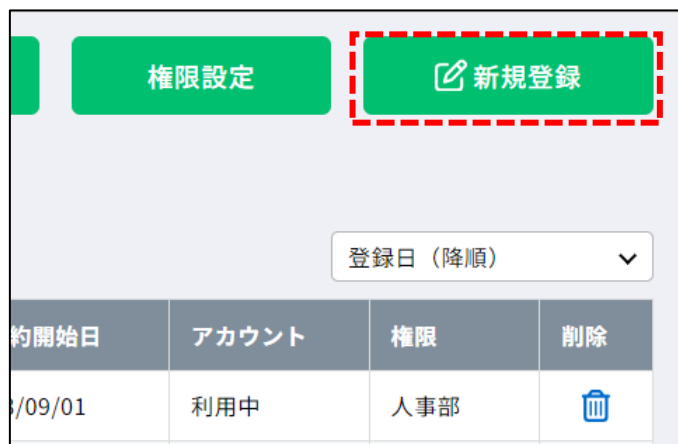 権限設定 新規登録
登録日（降順）
約開始日 アカウント 権限 削除
/09/01 利用中 人事部